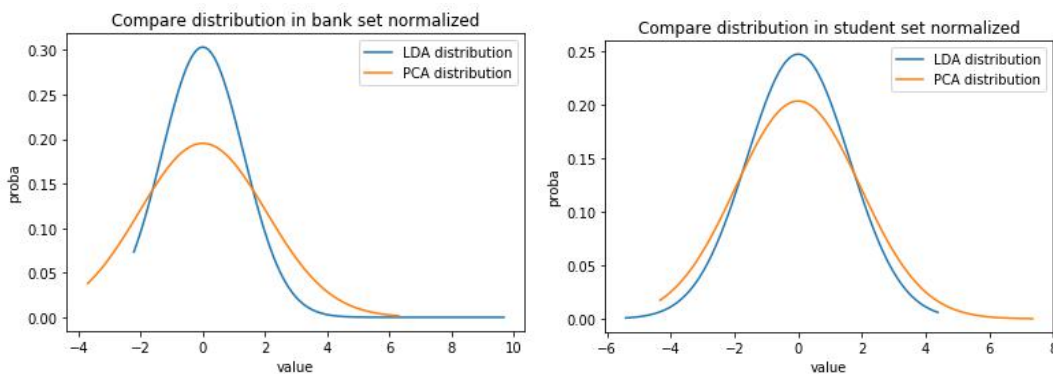 Compare distribution in bank set normalized
LDA distribution
PCA distribution
0.30
0.25
0.20
0.15
0.10
0.05
0.00
proba
−4
−2
0
2
4
6
8
10
value
Compare distribution in student set normalized
LDA distribution
PCA distribution
0.25
0.20
0.15
0.10
0.05
0.00
proba
−6
−4
−2
0
2
4
6
8
value